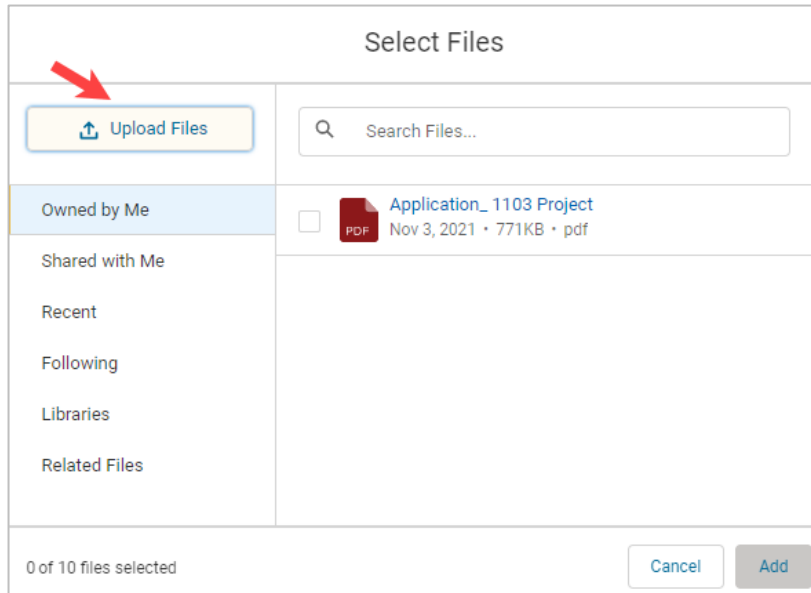 Select Files
Upload Files
Search Files...
Owned by Me
Shared with Me
Recent
Following
Libraries
Related Files
PDF
Application_ 1103 Project
Nov 3, 2021 • 771KB • pdf
0 of 10 files selected
Cancel
Add